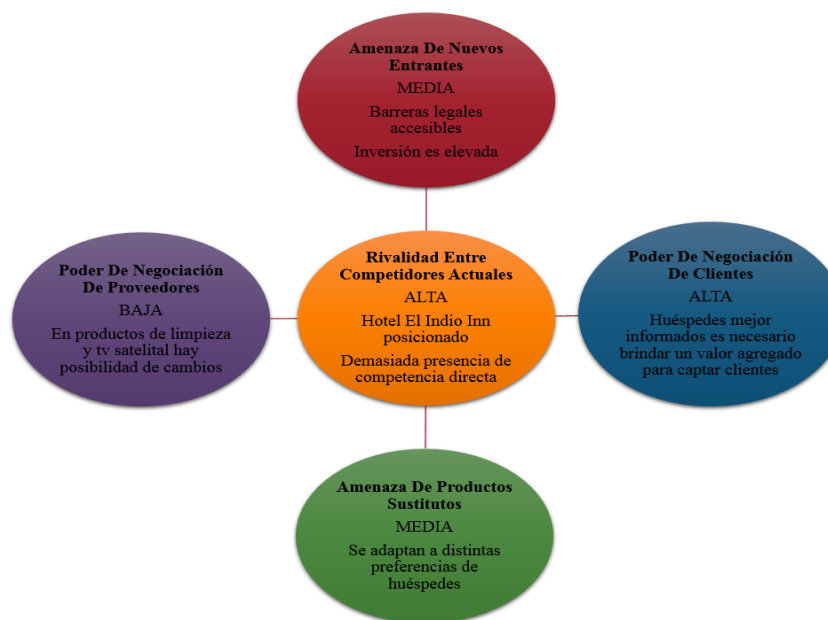 Amenaza De Nuevos
Entrantes
MEDIA
Barreras legales
accesibles
Inversión es elevada
Poder De Negociación
De Proveedores
BAJA
En productos de limpieza
y tv satelital hay
posibilidad de cambios
Rivalidad Entre
Competidores Actuales
ALTA
Hotel El Indio Inn
posicionado
Demasiada presencia de
competencia directa
Poder De Negociación
De Clientes
ALTA
Huéspedes mejor
informados es necesario
brindar un valor agregado
para captar clientes
Amenaza De Productos
Sustitutos
MEDIA
Se adaptan a distintas
preferencias de
huéspedes